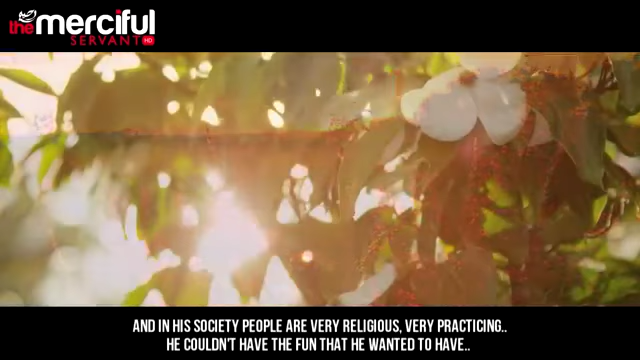 the merciful
SERVANT HD
AND IN HIS SOCIETY PEOPLE ARE VERY RELIGIOUS, VERY PRACTICING..
HE COULDN'T HAVE THE FUN THAT HE WANTED TO HAVE..